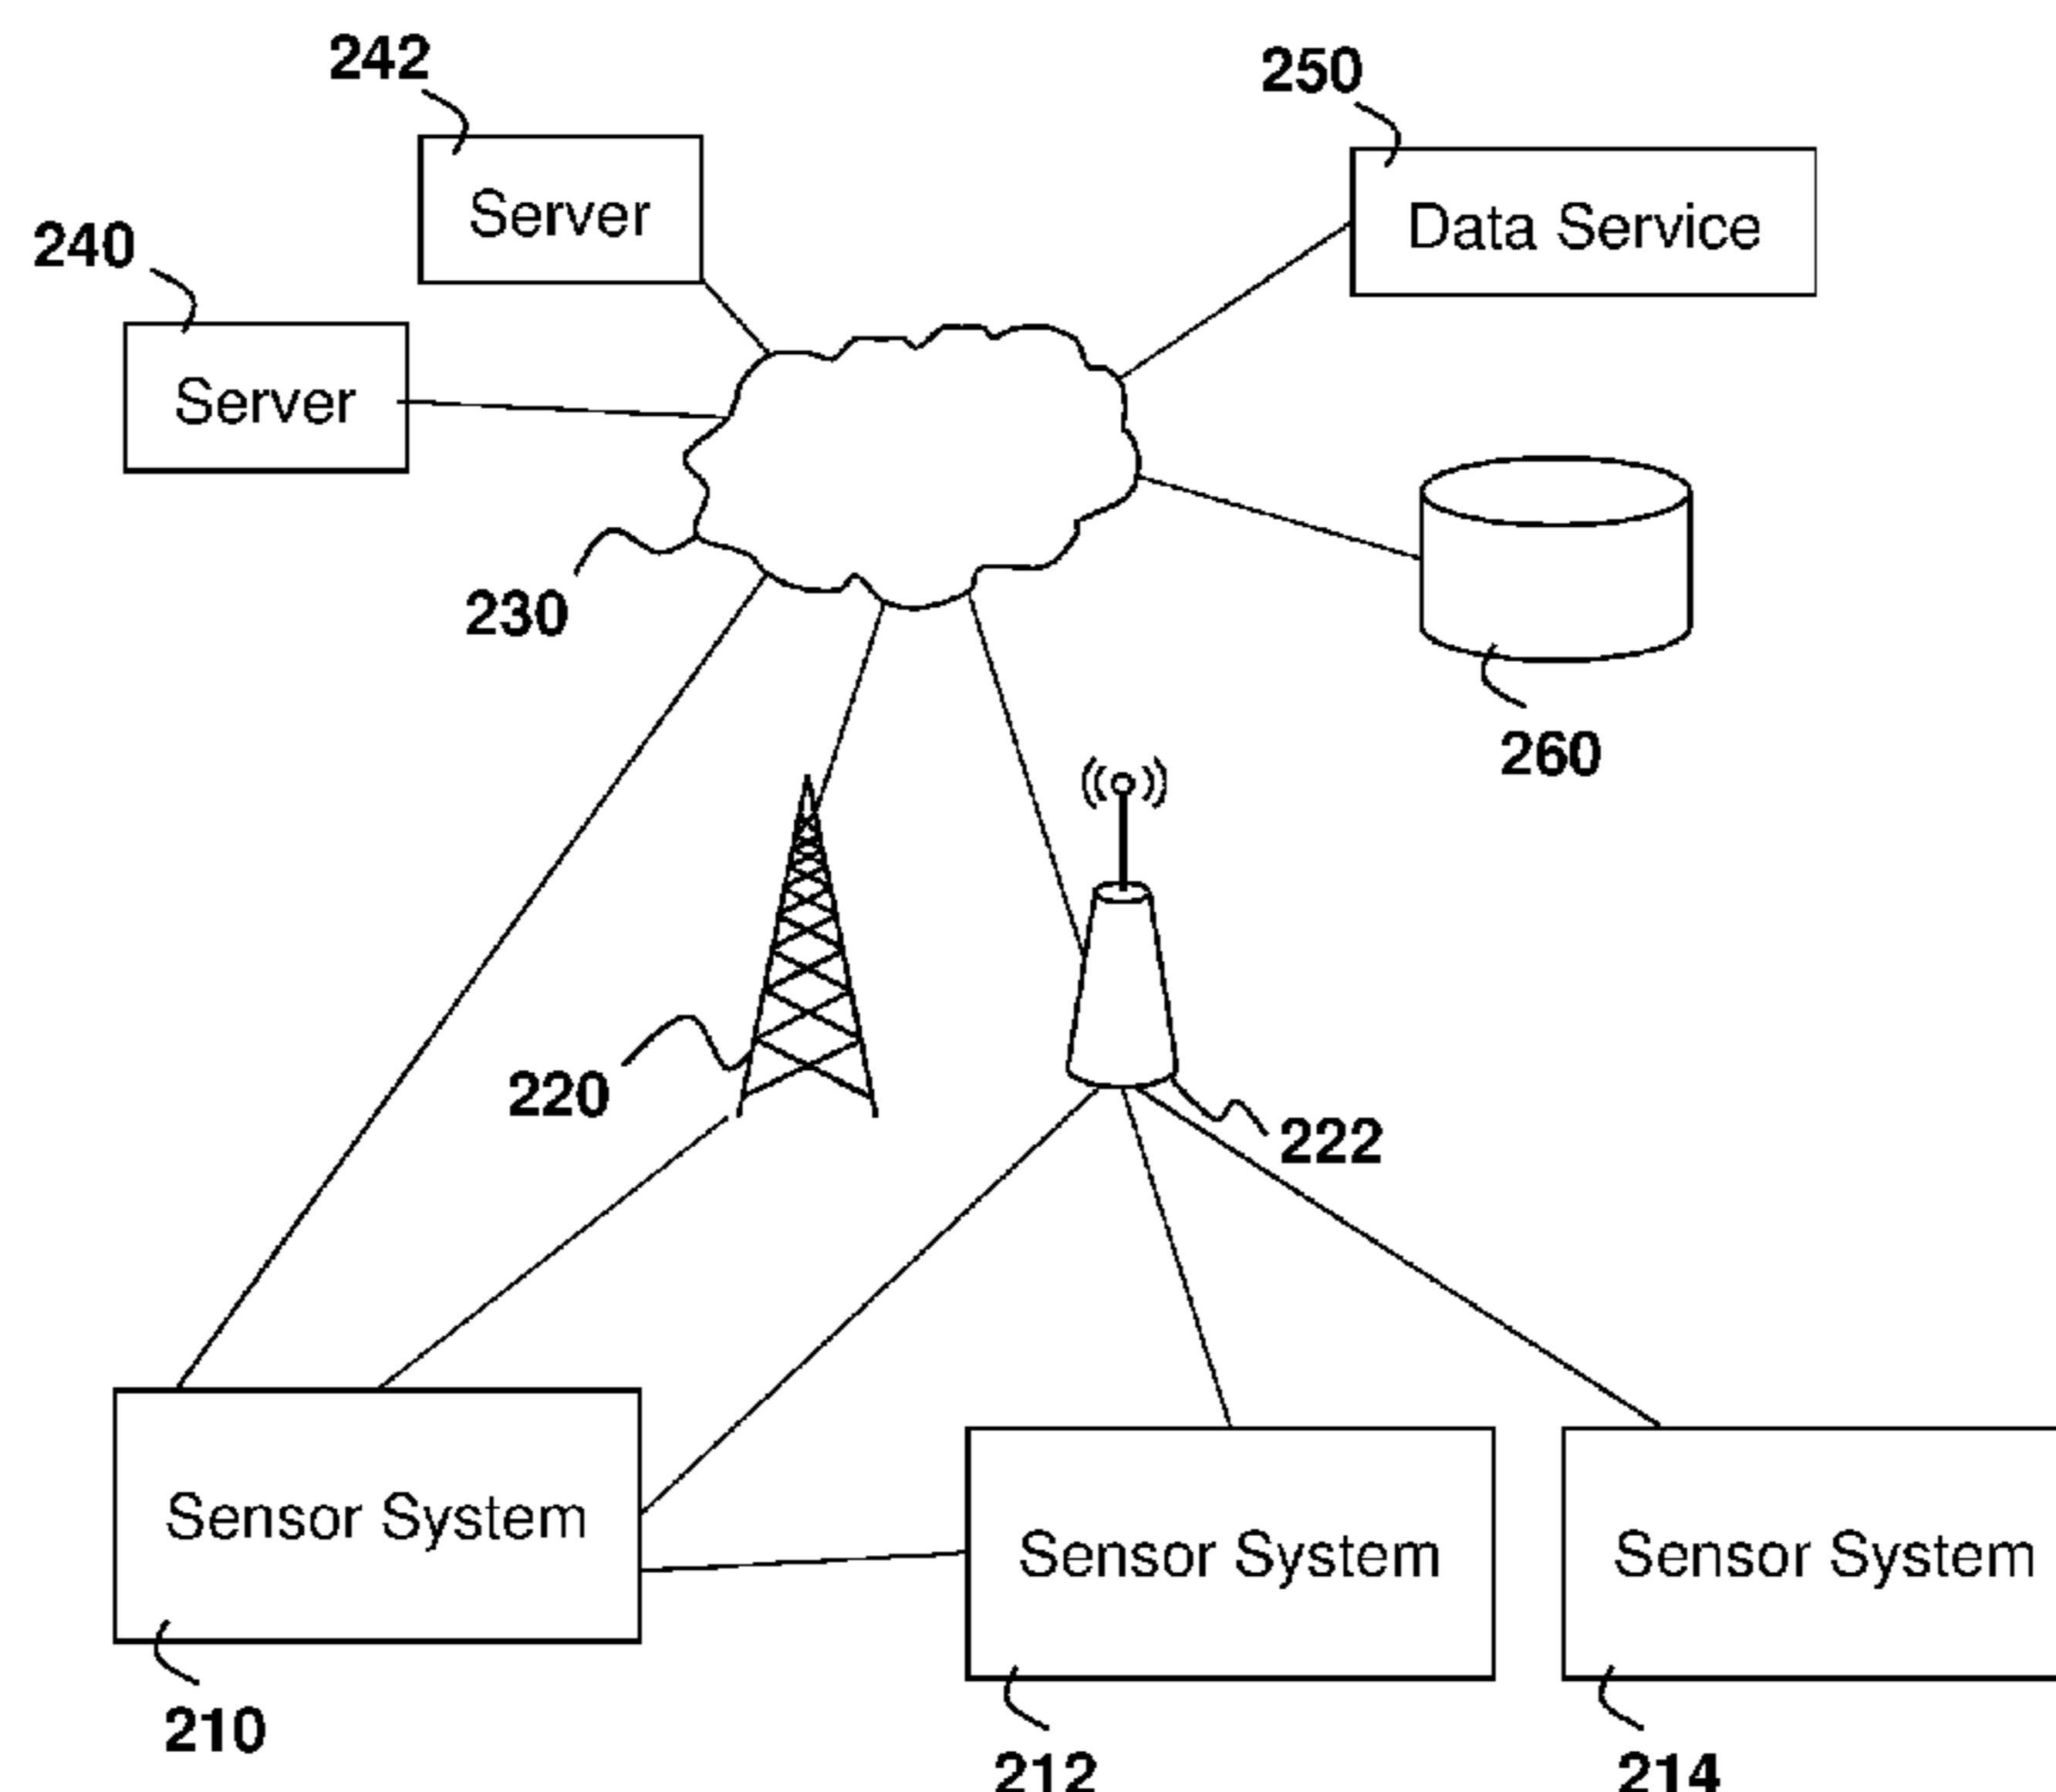 242
250
Server
Data Service
240
Server
230
260
220
222
Sensor System
Sensor System
Sensor System
210
212
214